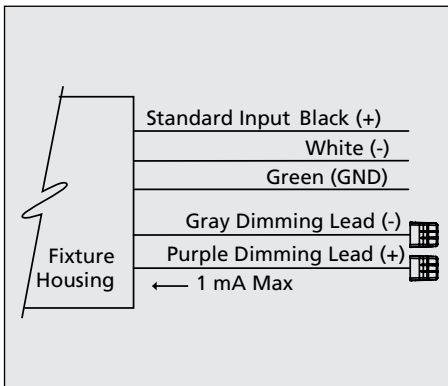 Standard Input Black (+)
White (-)
Green (GND)
Gray Dimming Lead (-)
Purple Dimming Lead (+)
Fixture
Housing
1 mA Max